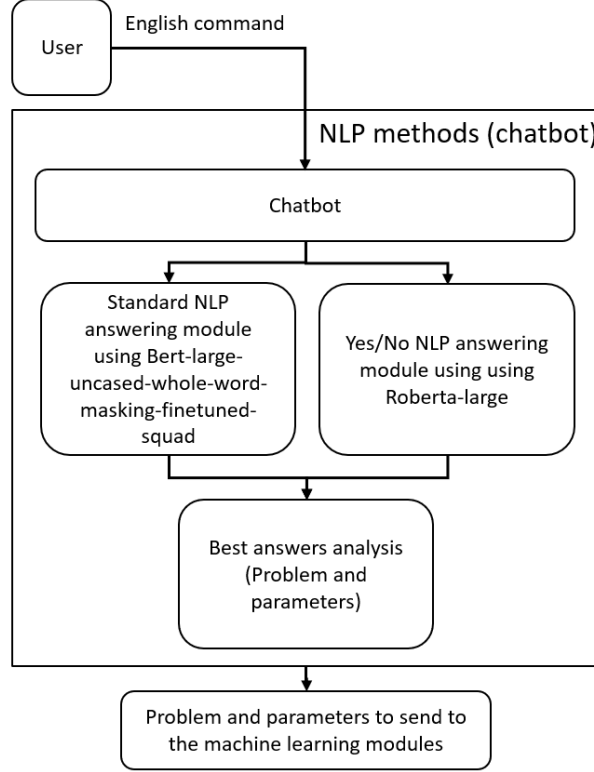 English command
User
NLP methods (chatbot)
Chatbot
Standard NLP
answering module
using Bert-large-
uncased-whole-word-
masking-finetuned-
squad
Yes/No NLP answering
module using using
Roberta-large
Best answers analysis
(Problem and
parameters)
Problem and parameters to send to
the machine learning modules